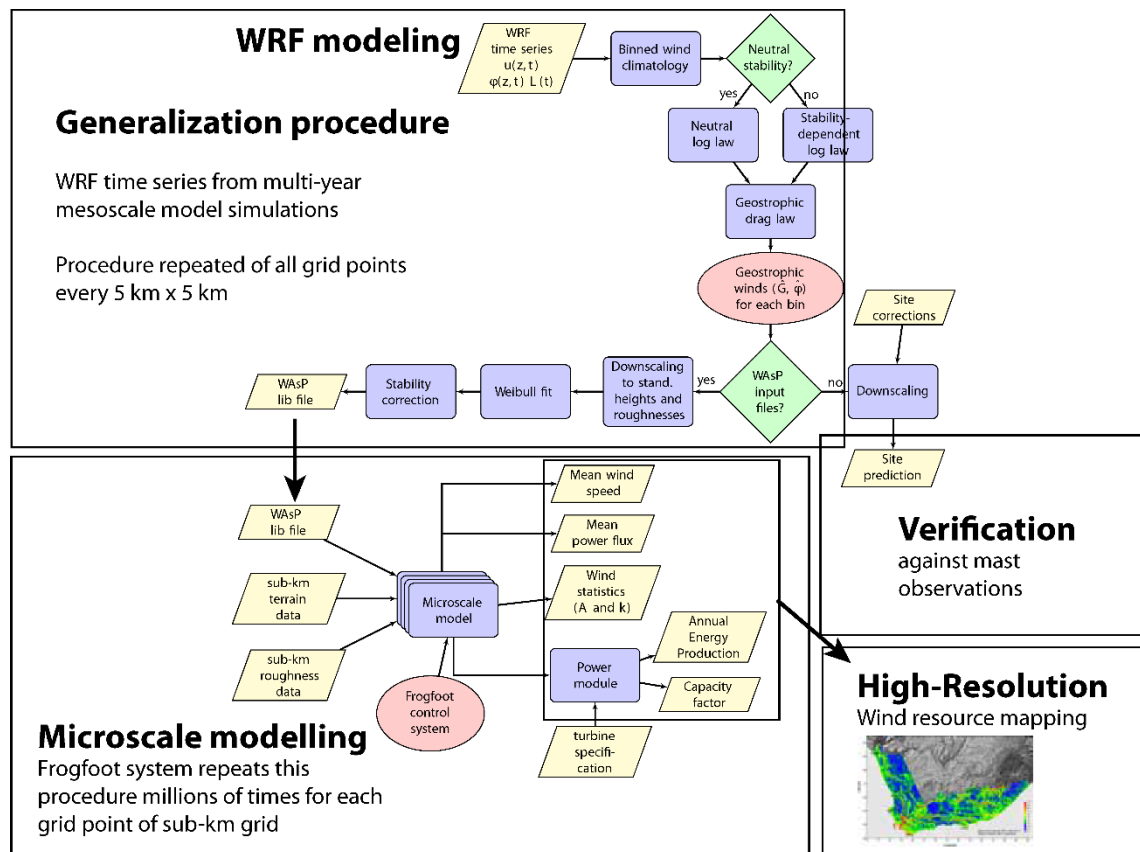 WRF modeling
WRF
time series
u(z,t)
φ(z,t) L(t)
Binned wind
climatology
Neutral
stability?
yes
no
Generalization procedure
Neutral
log law
Stability-
dependent
log law
WRF time series from multi-year
mesoscale model simulations
Geostrophic
drag law
Procedure repeated of all grid points
every 5 km x 5 km
Geostrophic
winds (Ĝ, φ̂)
for each bin
Site
corrections
WAsP
lib file
Stability
correction
Weibull fit
Downscaling
to stand.
heights and
roughnesses
yes
WAsP
input
files?
no
Downscaling
Site
prediction
Mean wind
speed
WAsP
lib file
Mean
power flux
Verification
against mast
observations
sub-km
terrain
data
Microscale
model
Wind
statistics
(A and k)
Annual
Energy
Production
sub-km
roughness
data
Power
module
Capacity
factor
Frogfoot
control
system
turbine
specifi-
cation
High-Resolution
Wind resource mapping
Microscale modelling
Frogfoot system repeats this
procedure millions of times for each
grid point of sub-km grid